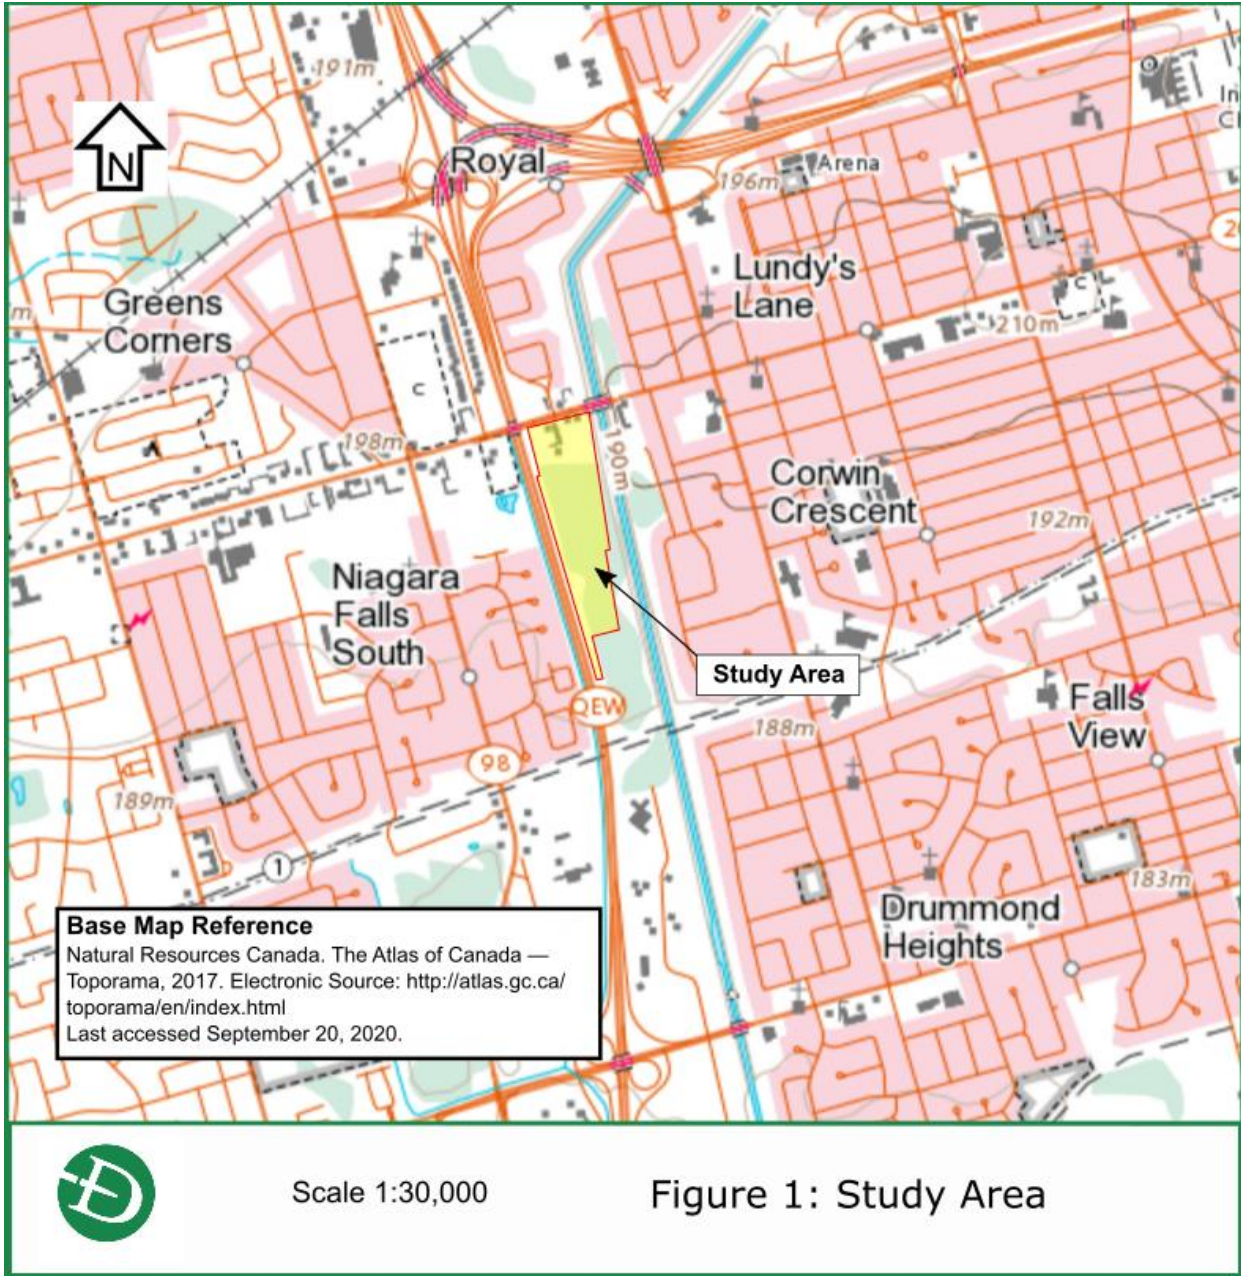 191m
N
Royal
Arena
196m
Lundy's
Lane
Greens
Corners
210m
C
C
198m
190m
Corwin
Crescent
192m
Niagara
Falls
South
Study Area
QEW
Falls
View
188m
98
189m
1
183m
Drummond
Heights
Base Map Reference
Natural Resources Canada. The Atlas of Canada —
Toporama, 2017. Electronic Source: http://atlas.gc.ca/
toporama/en/index.html
Last accessed September 20, 2020.
Scale 1:30,000
Figure 1: Study Area